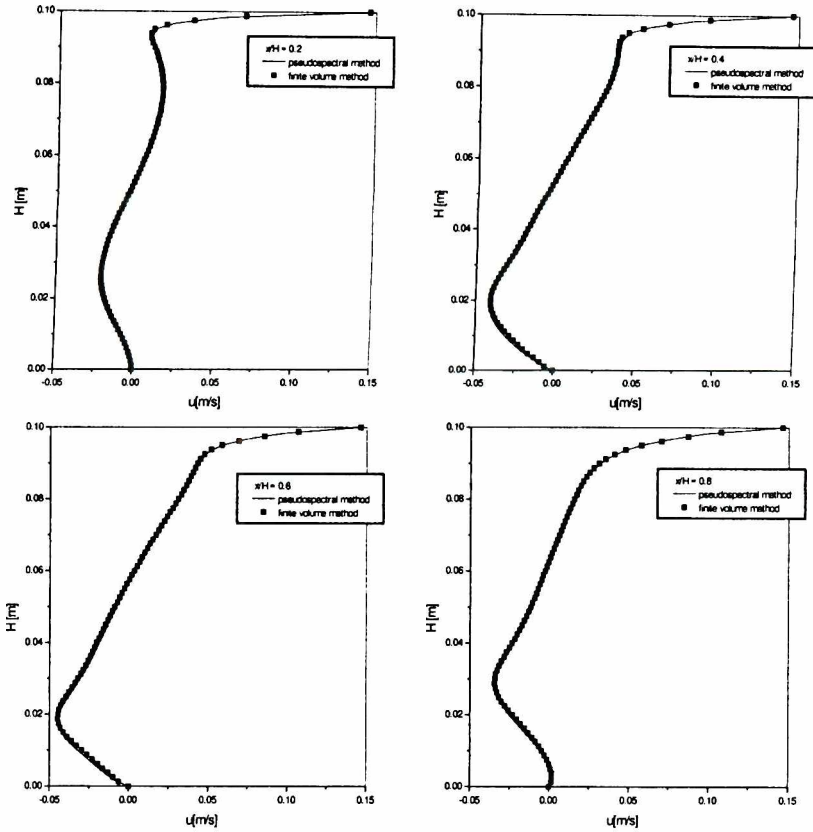 0.10
0.08
0.06
0.04
0.02
0.00
H [m]
-0.05 0.00 0.05 0.10 0.15
u[m/s]
x/H = 0.2
pseudospectral method
finite volume method
0.10
0.08
0.06
0.04
0.02
0.00
H [m]
-0.05 0.00 0.05 0.10 0.15
u[m/s]
x/H = 0.4
pseudospectral method
finite volume method
0.10
0.08
0.06
0.04
0.02
0.00
H [m]
-0.05 0.00 0.05 0.10 0.15
u[m/s]
x/H = 0.6
pseudospectral method
finite volume method
0.10
0.08
0.06
0.04
0.02
0.00
H [m]
-0.05 0.00 0.05 0.10 0.15
u[m/s]
x/H = 0.8
pseudospectral method
finite volume method